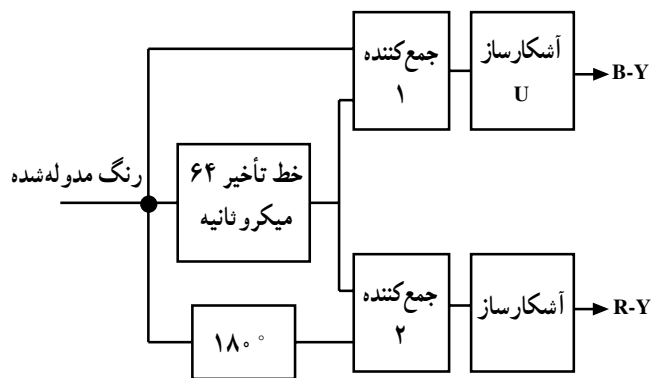 جمع‌کننده
۱
آشکارساز
U
B-Y
رنگ مدوله‌شده
خط تأخیر ۶۴
میکروثانیه
جمع‌کننده
۲
آشکارساز
R-Y
۱۸۰°